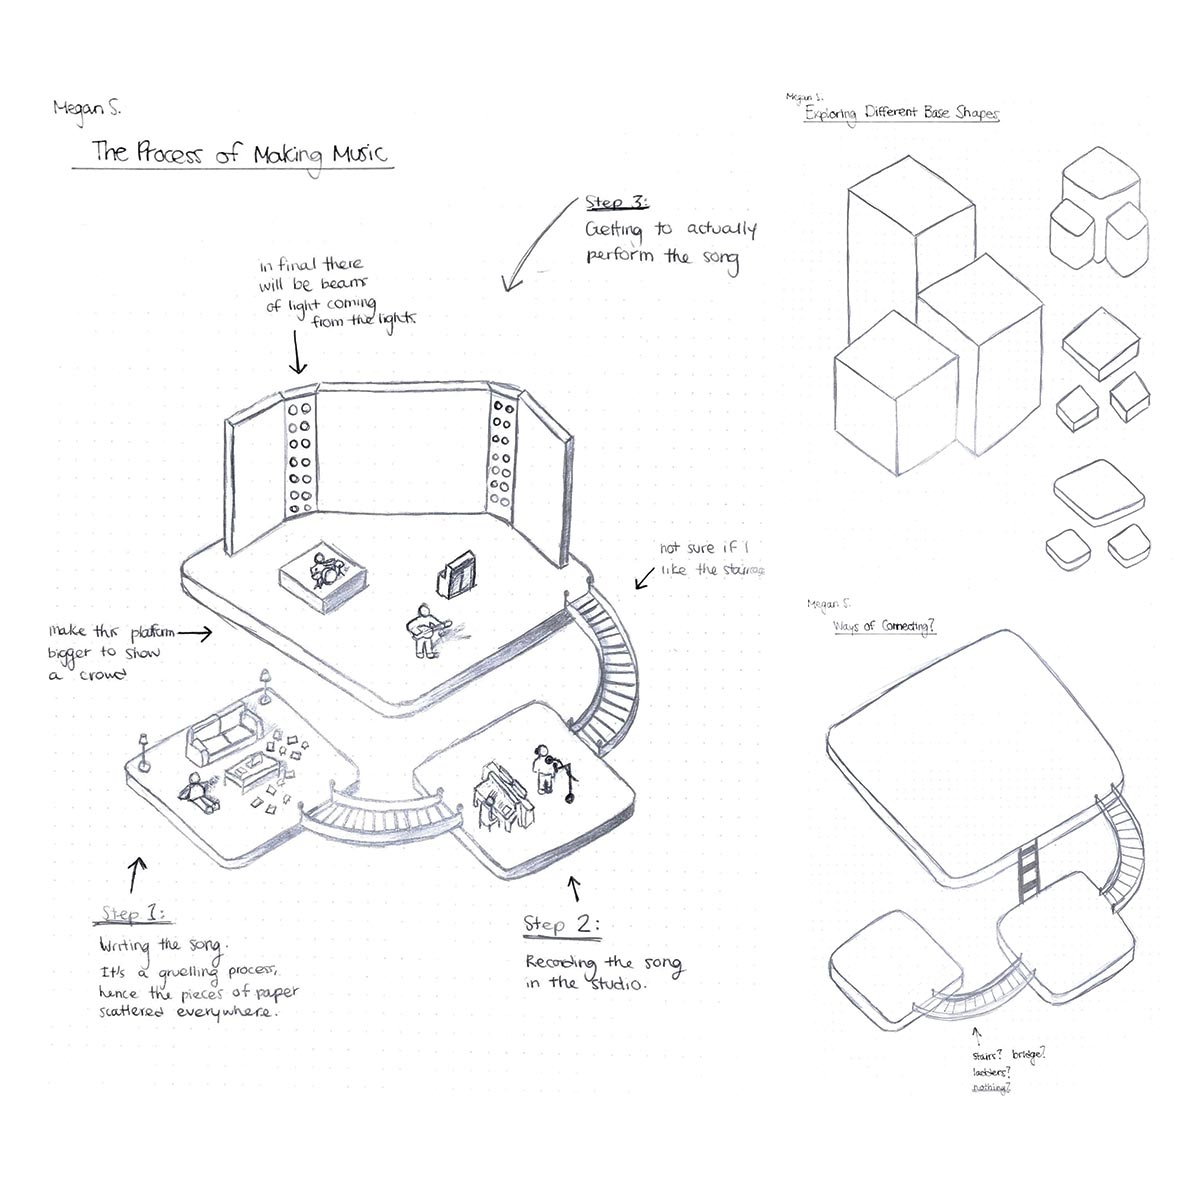 Megan S.
The Process of Making Music
Step 3:
Getting to actually
perform the song
in final there
will be beams
of light coming
from the lights
not sure if I
like the staircase
make this platform
bigger to show
a crowd
Step 1:
Writing the song.
It's a gruelling process,
hence the pieces of paper
scattered everywhere.
Step 2:
Recording the song
in the studio.
Megan S.
Exploring Different Base Shapes
Megan S.
Ways of Connecting?
Stairs? bridge?
ladders?
nothing?